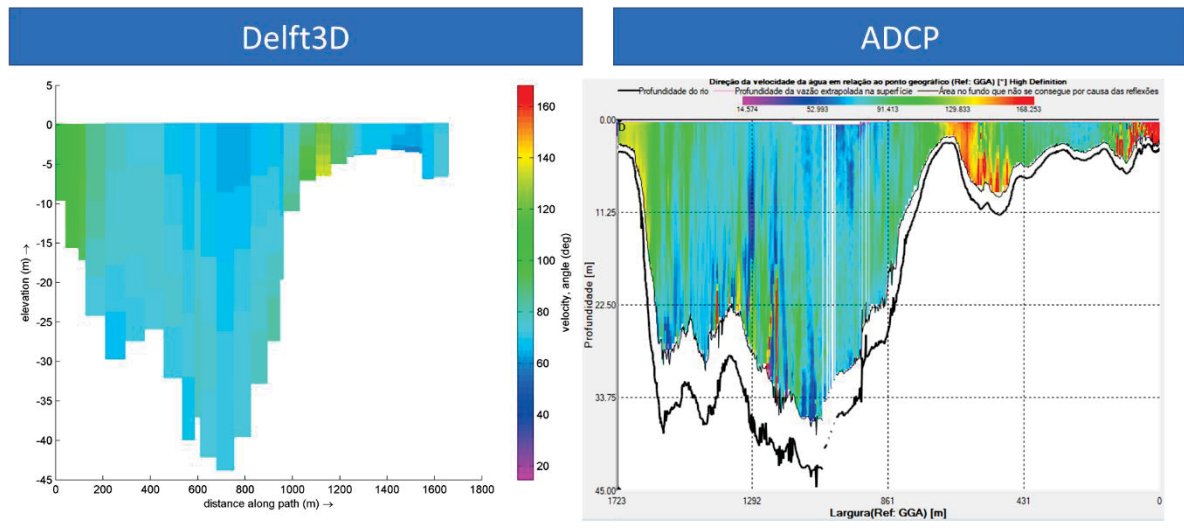 Delft3D
ADCP
5
0
-5
-10
-15
-20
-25
-30
-35
-40
-45
elevation (m) →
0 200 400 600 800 1000 1200 1400 1600 1800
distance along path (m) →
160
140
120
100
80
60
40
20
velocity, angle (deg)
Direção da velocidade da água em relação ao ponto geográfico (Ref: GGA) [°] High Definition
Profundidade do rio Profundidade da vazão extrapolada na superfície Área no fundo que não se consegue por causa das reflexões
14.574 52.993 91.413 129.833 168.253
0.00
D
11.25
22.50
33.75
45.00
Profundidade [m]
1723 1292 861 431 0
Largura(Ref: GGA) [m]